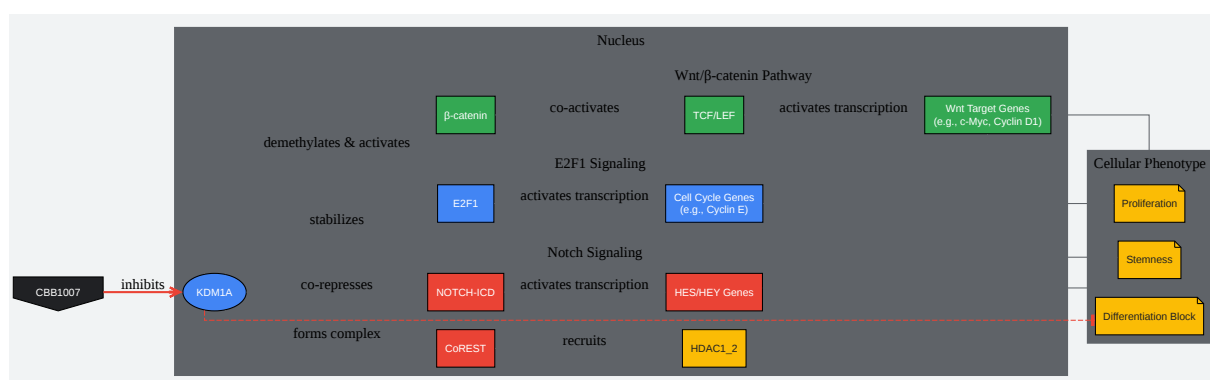 Nucleus
Wnt/β-catenin Pathway
β-catenin
co-activates
TCF/LEF
activates transcription
Wnt Target Genes
(e.g., c-Myc, Cyclin D1)
demethylates & activates
E2F1 Signaling
Cellular Phenotype
stabilizes
E2F1
activates transcription
Cell Cycle Genes
(e.g., Cyclin E)
Proliferation
Notch Signaling
Stemness
CBB1007
inhibits
KDM1A
co-represses
NOTCH-ICD
activates transcription
HES/HEY Genes
Differentiation Block
forms complex
CoREST
recruits
HDAC1_2